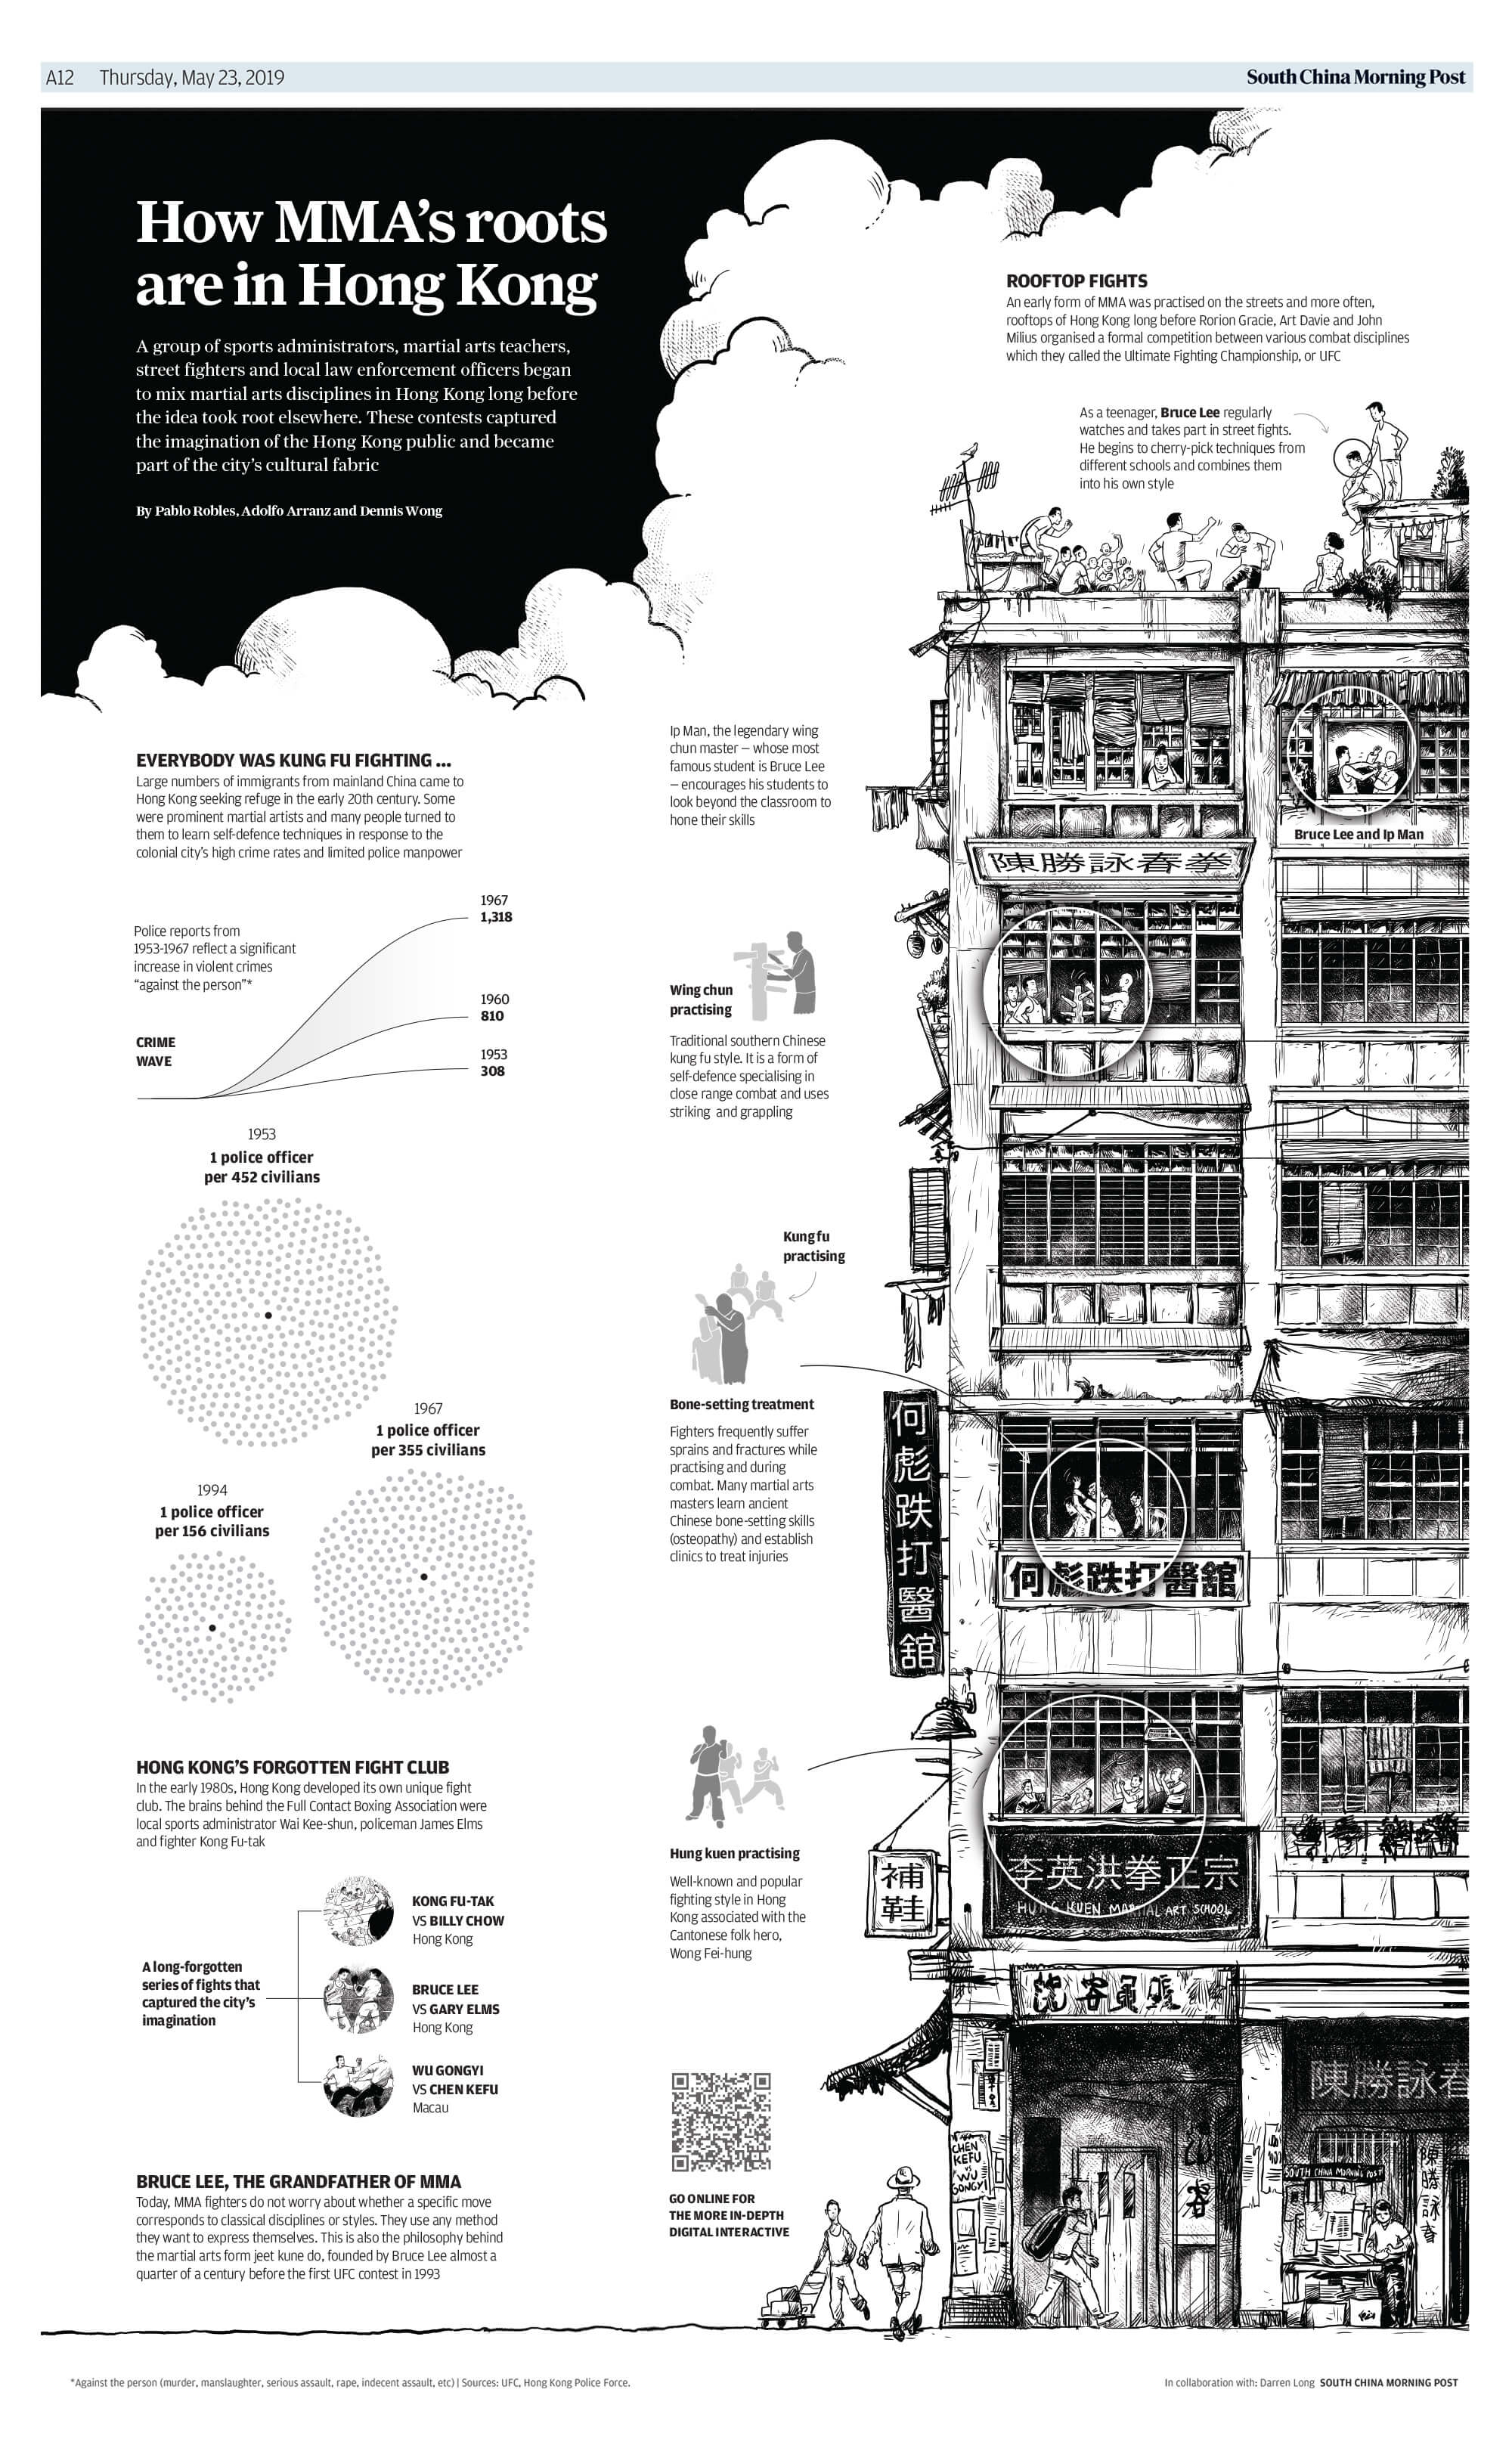 A12 Thursday, May 23, 2019
South China Morning Post
How MMA's roots
are in Hong Kong
A group of sports administrators, martial arts teachers,
street fighters and local law enforcement officers began
to mix martial arts disciplines in Hong Kong long before
the idea took root elsewhere. These contests captured
the imagination of the Hong Kong public and became
part of the city's cultural fabric
By Pablo Robles, Adolfo Arranz and Dennis Wong
ROOFTOP FIGHTS
An early form of MMA was practised on the streets and more often,
rooftops of Hong Kong long before Rorion Gracie, Art Davie and John
Milius organised a formal competition between various combat disciplines
which they called the Ultimate Fighting Championship, or UFC
As a teenager, Bruce Lee regularly
watches and takes part in street fights.
He begins to cherry-pick techniques from
different schools and combines them
into his own style
EVERYBODY WAS KUNG FU FIGHTING ...
Large numbers of immigrants from mainland China came to
Hong Kong seeking refuge in the early 20th century. Some
were prominent martial artists and many people turned to
them to learn self-defence techniques in response to the
colonial city's high crime rates and limited police manpower
Police reports from
1953-1967 reflect a significant
increase in violent crimes
"against the person"*
CRIME
WAVE
1967
1,318
1960
810
1953
308
1953
1 police officer
per 452 civilians
1967
1 police officer
per 355 civilians
1994
1 police officer
per 156 civilians
HONG KONG'S FORGOTTEN FIGHT CLUB
In the early 1980s, Hong Kong developed its own unique fight
club. The brains behind the Full Contact Boxing Association were
local sports administrator Wai Kee-shun, policeman James Elms
and fighter Kong Fu-tak
A long-forgotten
series of fights that
captured the city's
imagination
KONG FU-TAK
VS BILLY CHOW
Hong Kong
BRUCE LEE
VS GARY ELMS
Hong Kong
WU GONGYI
VS CHEN KEFU
Macau
BRUCE LEE, THE GRANDFATHER OF MMA
Today, MMA fighters do not worry about whether a specific move
corresponds to classical disciplines or styles. They use any method
they want to express themselves. This is also the philosophy behind
the martial arts form jeet kune do, founded by Bruce Lee almost a
quarter of a century before the first UFC contest in 1993
Ip Man, the legendary wing
chun master – whose most
famous student is Bruce Lee
– encourages his students to
look beyond the classroom to
hone their skills
Wing chun
practising
Traditional southern Chinese
kung fu style. It is a form of
self-defence specialising in
close range combat and uses
striking and grappling
Kung fu
practising
Bone-setting treatment
Fighters frequently suffer
sprains and fractures while
practising and during
combat. Many martial arts
masters learn ancient
Chinese bone-setting skills
(osteopathy) and establish
clinics to treat injuries
Hung kuen practising
Well-known and popular
fighting style in Hong
Kong associated with the
Cantonese folk hero,
Wong Fei-hung
GO ONLINE FOR
THE MORE IN-DEPTH
DIGITAL INTERACTIVE
Bruce Lee and Ip Man
陳勝詠春拳
何彪跌打醫舘
何彪跌打醫舘
李英洪拳正宗
HUNG KUEN MARTIAL ART SCHOOL
補鞋
陳勝詠春
CHEN
KEFU
VS
WU
GONGYI
SOUTH CHINA MORNING POST
陳勝詠春
*Against the person (murder, manslaughter, serious assault, rape, indecent assault, etc) | Sources: UFC, Hong Kong Police Force.
In collaboration with: Darren Long SOUTH CHINA MORNING POST